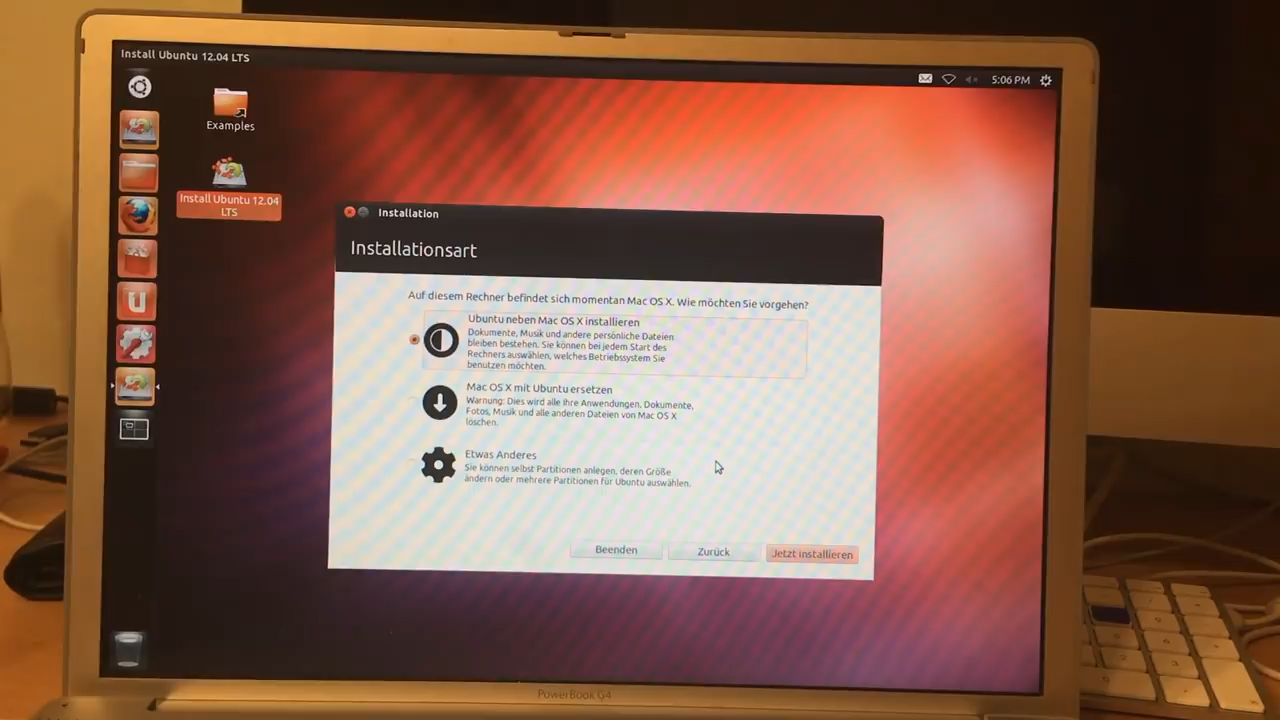 Install Ubuntu 12.04 LTS
5:06 PM
Examples
Install Ubuntu 12.04
LTS
Installation
Installationsart
Auf diesem Rechner befindet sich momentan Mac OS X. Wie möchten Sie vorgehen?
Ubuntu neben Mac OS X installieren
Dokumente, Musik und andere persönliche Dateien
bleiben bestehen. Sie können bei jedem Start des
Rechners auswählen, welches Betriebssystem Sie
benutzen möchten.
Mac OS X mit Ubuntu ersetzen
Warnung: Dies wird alle Ihre Anwendungen, Dokumente,
Fotos, Musik und alle anderen Dateien von Mac OS X
löschen.
Etwas Anderes
Sie können selbst Partitionen anlegen, deren Größe
ändern oder mehrere Partitionen für Ubuntu auswählen.
Beenden
Zurück
Jetzt installieren
PowerBook G4